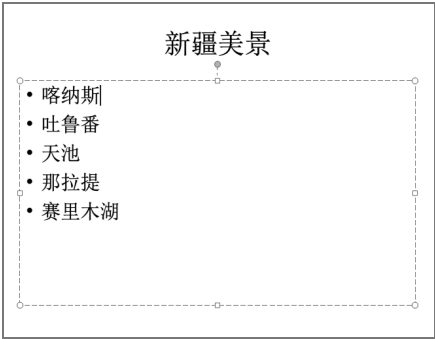 新疆美景
• 喀纳斯
• 吐鲁番
• 天池
• 那拉提
• 赛里木湖